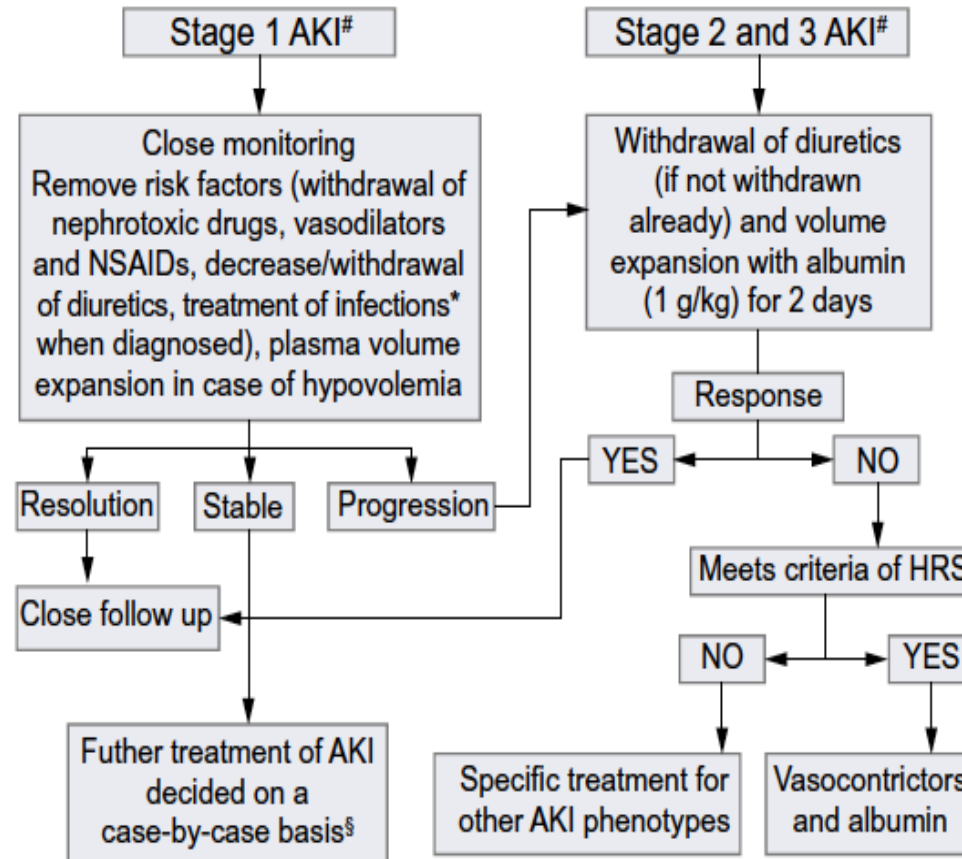 Stage 1 AKI#
Stage 2 and 3 AKI#
Close monitoring
Remove risk factors (withdrawal of
nephrotoxic drugs, vasodilators
and NSAIDs, decrease/withdrawal
of diuretics, treatment of infections*
when diagnosed), plasma volume
expansion in case of hypovolemia
Withdrawal of diuretics
(if not withdrawn
already) and volume
expansion with albumin
(1 g/kg) for 2 days
Response
YES
NO
Resolution
Stable
Progression
Meets criteria of HRS
Close follow up
NO
YES
Futher treatment of AKI
decided on a
case-by-case basis§
Specific treatment for
other AKI phenotypes
Vasocontrictors
and albumin